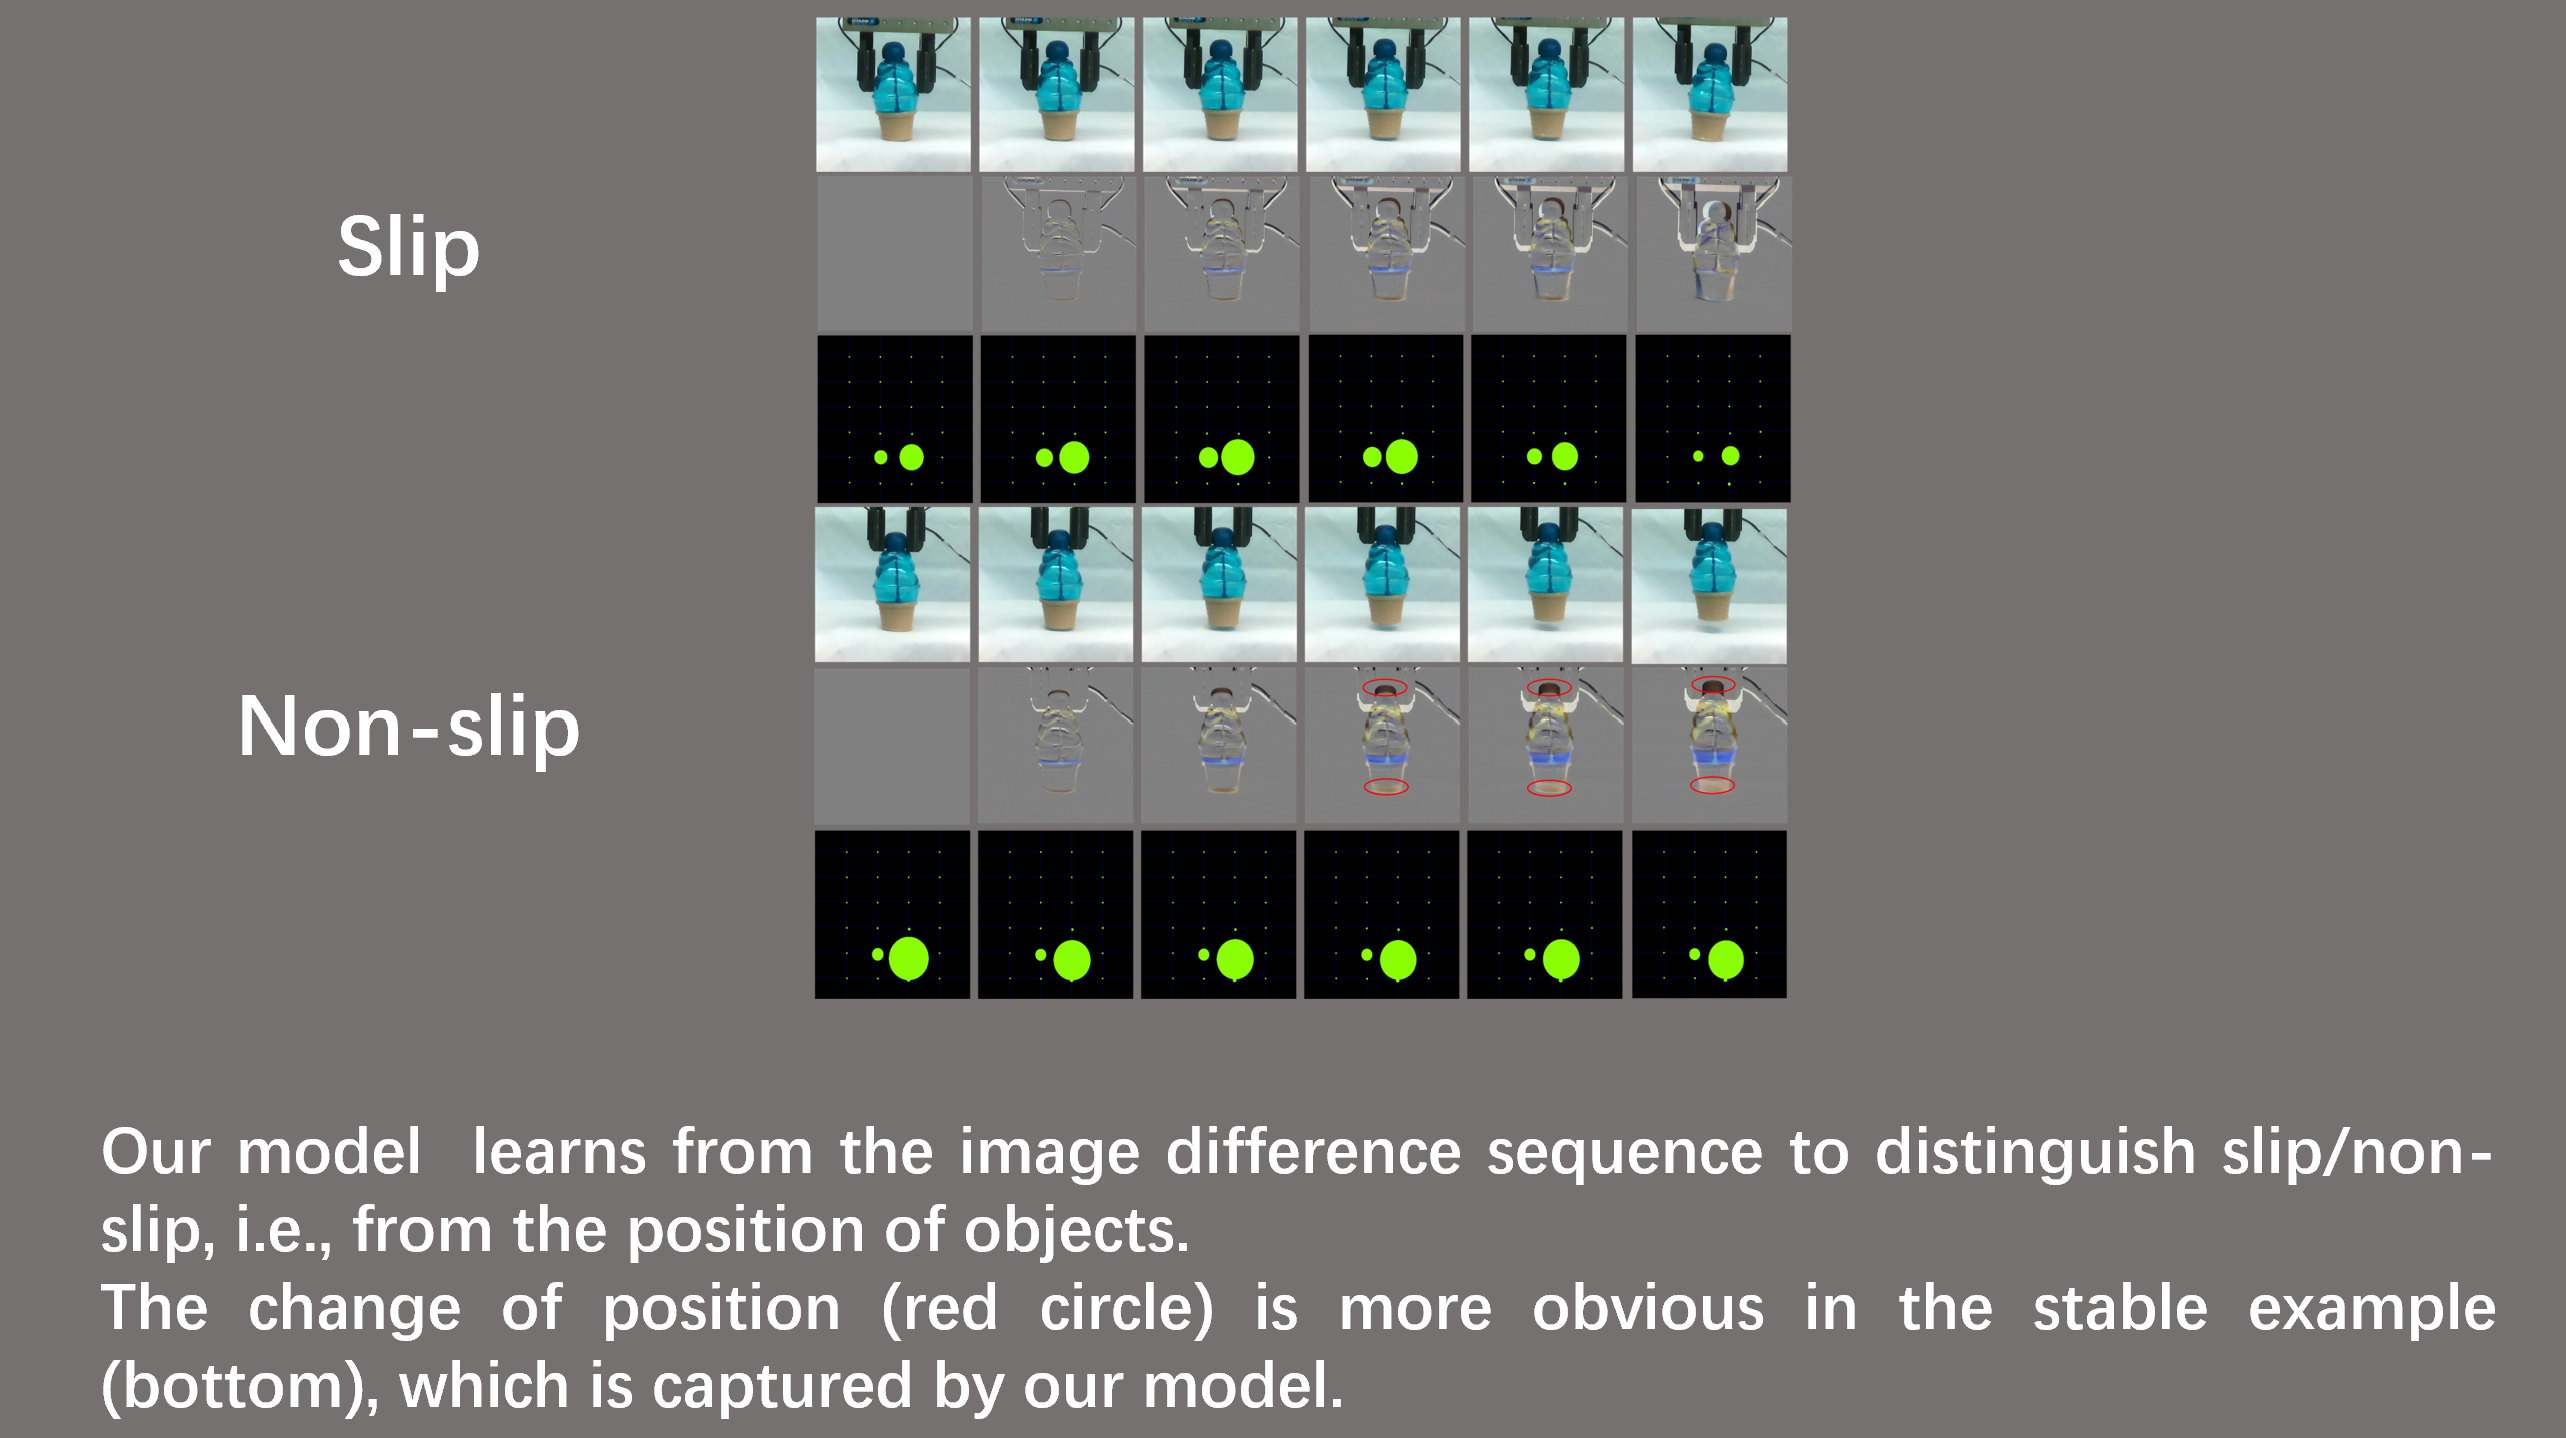 Slip
Non-slip
Our model learns from the image difference sequence to distinguish slip/non-
slip, i.e., from the position of objects.
The change of position (red circle) is more obvious in the stable example
(bottom), which is captured by our model.